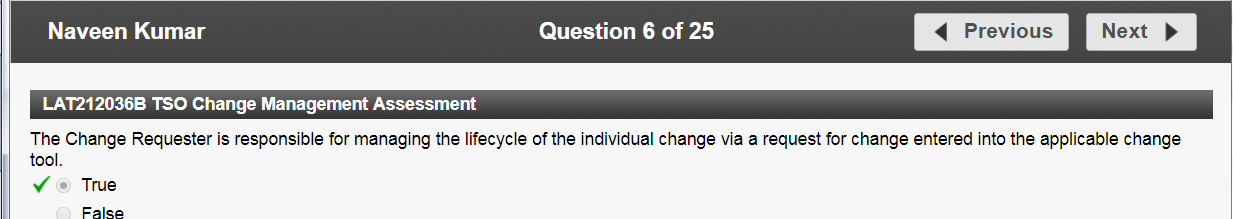 Naveen Kumar
Question 6 of 25
Previous
Next
LAT212036B TSO Change Management Assessment
The Change Requester is responsible for managing the lifecycle of the individual change via a request for change entered into the applicable change
tool.
True
False